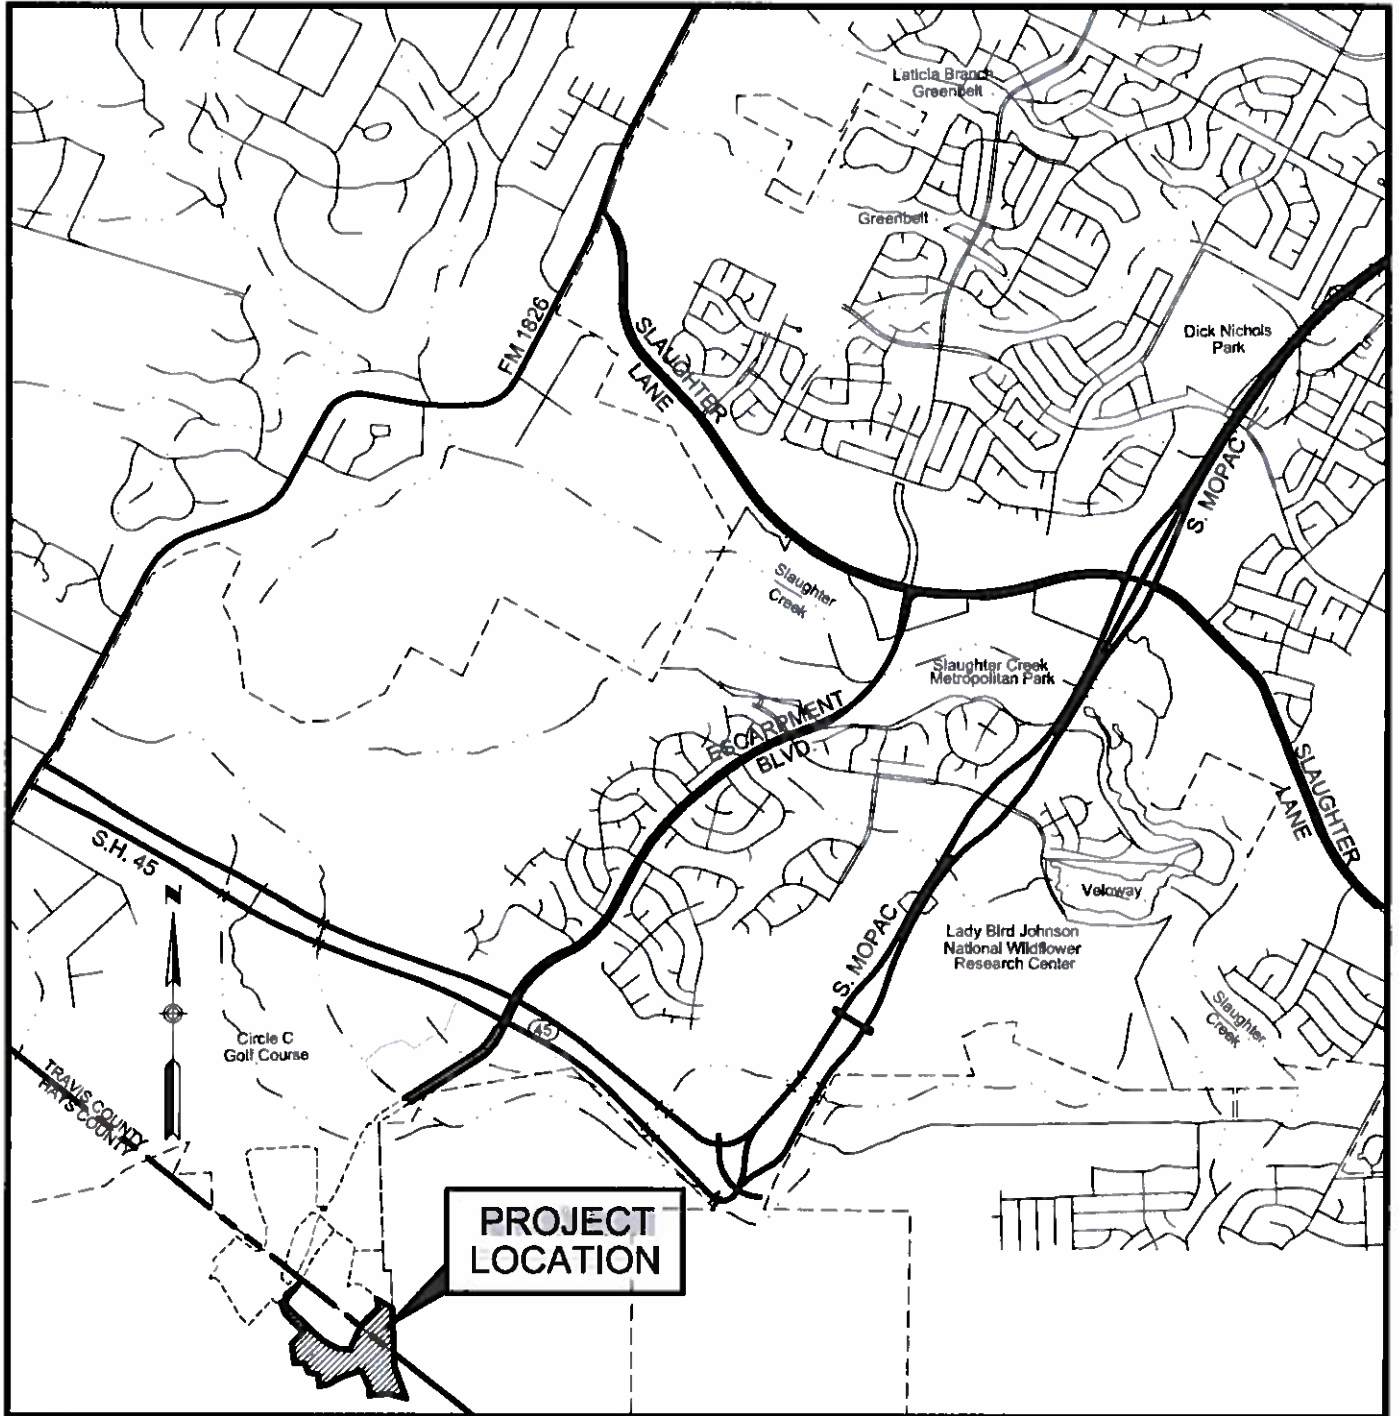 Laticia Branch
Greenbelt
Greenbelt
FM 1826
SLAUGHTER
LANE
Dick Nichols
Park
S. MOPAC
Slaughter
Creek
Slaughter Creek
Metropolitan Park
ESCARPMENT
BLVD.
SLAUGHTER
LANE
S.H. 45
N
Veloway
S. MOPAC
Lady Bird Johnson
National Wildflower
Research Center
Slaughter
Creek
45
Circle C
Golf Course
TRAVIS COUNTY
HAYS COUNTY
PROJECT
LOCATION